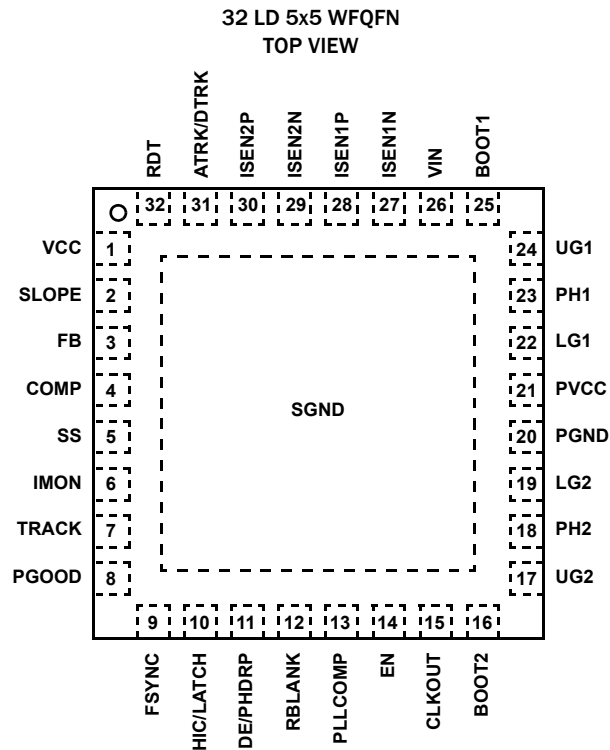 32 LD 5x5 WFQFN
TOP VIEW
RDT
ATRK/DTRK
ISEN2P
ISEN2N
ISEN1P
ISEN1N
VIN
BOOT1
32 31 30 29 28 27 26 25
VCC 1
SLOPE 2
FB 3
COMP 4
SS 5
IMON 6
TRACK 7
PGOOD 8
SGND
24 UG1
23 PH1
22 LG1
21 PVCC
20 PGND
19 LG2
18 PH2
17 UG2
9 10 11 12 13 14 15 16
FSYNC
HIC/LATCH
DE/PHDRP
RBLANK
PLLCOMP
EN
CLKOUT
BOOT2